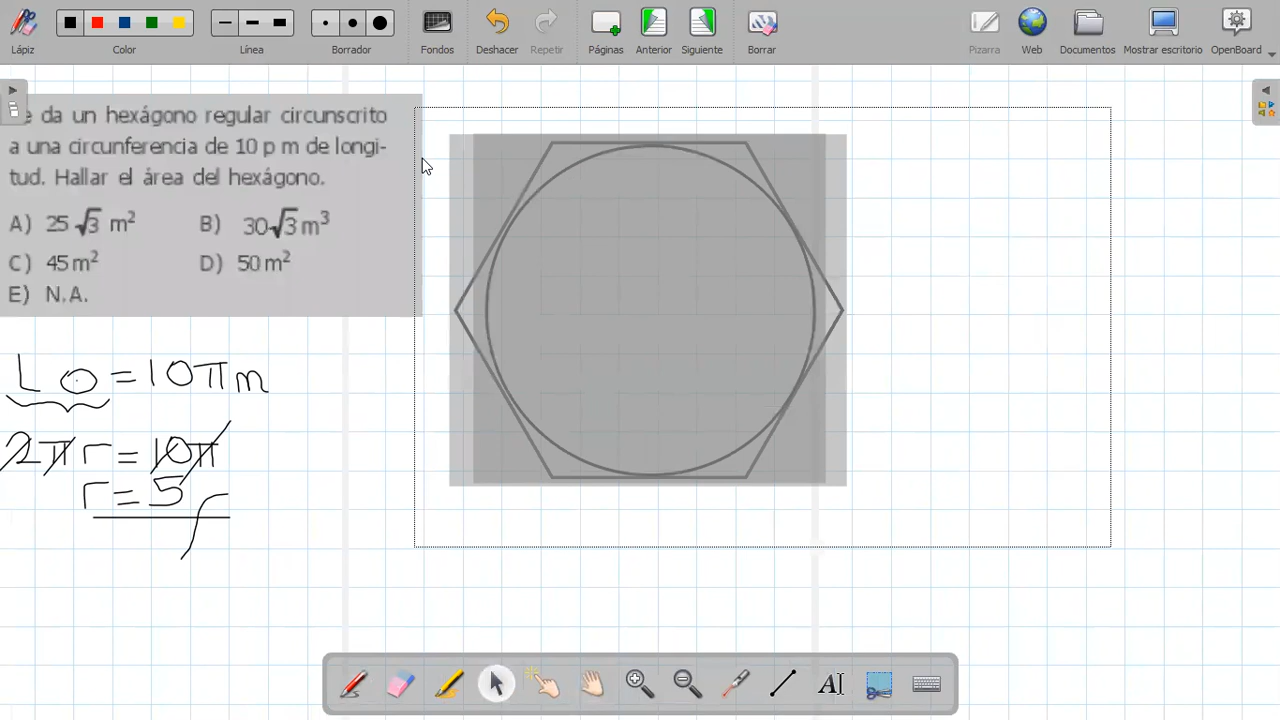 Lápiz
Color
Línea
Borrador
Fondos
Deshacer
Repetir
Páginas
Anterior
Siguiente
Borrar
Pizarra
Web
Documentos
Mostrar escritorio
OpenBoard
e da un hexágono regular circunscrito
a una circunferencia de 10 p m de longi-
tud. Hallar el área del hexágono.
A) 25 √3 m² B) 30√3 m³
C) 45 m² D) 50 m²
E) N.A.
L O = 10π m
2π r = 10π
r = 5
AI